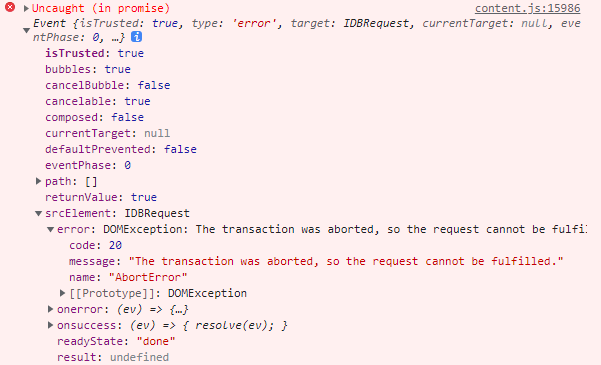 Uncaught (in promise) content.js:15986
Event {isTrusted: true, type: 'error', target: IDBRequest, currentTarget: null, eve
ntPhase: 0, …}
isTrusted: true
bubbles: true
cancelBubble: false
cancelable: true
composed: false
currentTarget: null
defaultPrevented: false
eventPhase: 0
path: []
returnValue: true
srcElement: IDBRequest
error: DOMException: The transaction was aborted, so the request cannot be fulfil
code: 20
message: "The transaction was aborted, so the request cannot be fulfilled."
name: "AbortError"
[[Prototype]]: DOMException
onerror: (ev) => {…}
onsuccess: (ev) => { resolve(ev); }
readyState: "done"
result: undefined